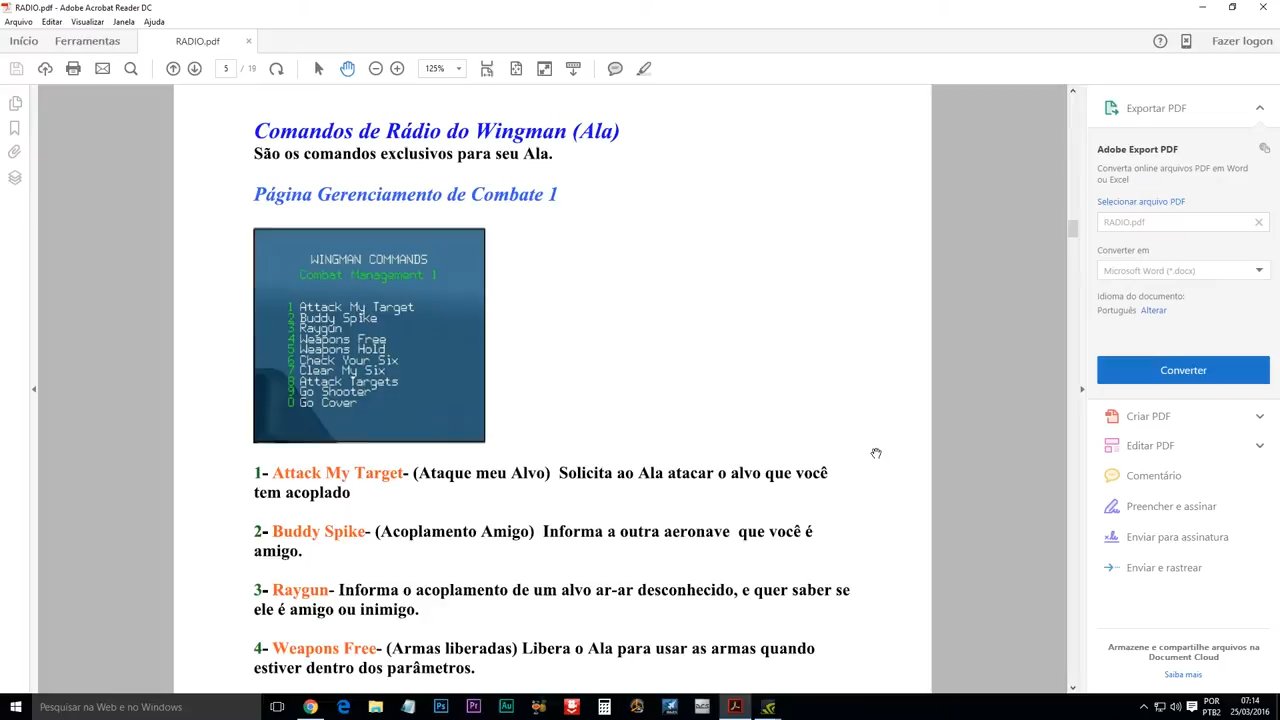 RADIO.pdf - Adobe Acrobat Reader DC
Arquivo Editar Visualizar Janela Ajuda
Início Ferramentas RADIO.pdf Fazer logon
5 / 19 125%
Comandos de Rádio do Wingman (Ala)
São os comandos exclusivos para seu Ala.
Página Gerenciamento de Combate 1
WINGMAN COMMANDS
Combat Management 1
1 Attack My Target
2 Buddy Spike
3 Raygun
4 Weapons Free
5 Weapons Hold
6 Check Your Six
7 Clear My Six
8 Attack Targets
9 Go Shooter
0 Go Cover
1- Attack My Target- (Ataque meu Alvo) Solicita ao Ala atacar o alvo que você
tem acoplado
2- Buddy Spike- (Acoplamento Amigo) Informa a outra aeronave que você é
amigo.
3- Raygun- Informa o acoplamento de um alvo ar-ar desconhecido, e quer saber se
ele é amigo ou inimigo.
4- Weapons Free- (Armas liberadas) Libera o Ala para usar as armas quando
estiver dentro dos parâmetros.
Exportar PDF
Adobe Export PDF
Converta online arquivos PDF em Word
ou Excel
Selecionar arquivo PDF
RADIO.pdf
Converter em
Microsoft Word (*.docx)
Idioma do documento:
Português Alterar
Converter
Criar PDF
Editar PDF
Comentário
Preencher e assinar
Enviar para assinatura
Enviar e rastrear
Armazene e compartilhe arquivos na
Document Cloud
Saiba mais
Pesquisar na Web e no Windows
Ps Pr Au DCS
POR
PTB2
07:14
25/03/2016